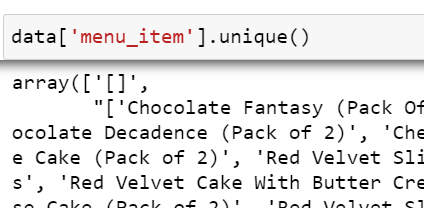 data['menu_item'].unique()
array(['[]',
"['Chocolate Fantasy (Pack Of
ocolate Decadence (Pack of 2)', 'Che
e Cake (Pack of 2)', 'Red Velvet Sli
s', 'Red Velvet Cake With Butter Cre
se Cake (Pack of 2)', 'Red Velvet Sl